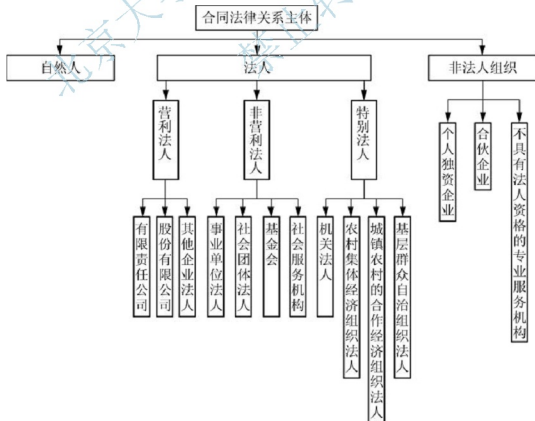 合同法律关系主体
自然人
法人
非法人组织
营利法人
非营利法人
特别法人
个人独资企业
合伙企业
不具有法人资格的专业服务机构
有限责任公司
股份有限公司
其他企业法人
事业单位法人
社会团体法人
基金会
社会服务机构
机关法人
农村集体经济组织法人
城镇农村的合作经济组织法人
基层群众自治组织法人
北京大
禁止转